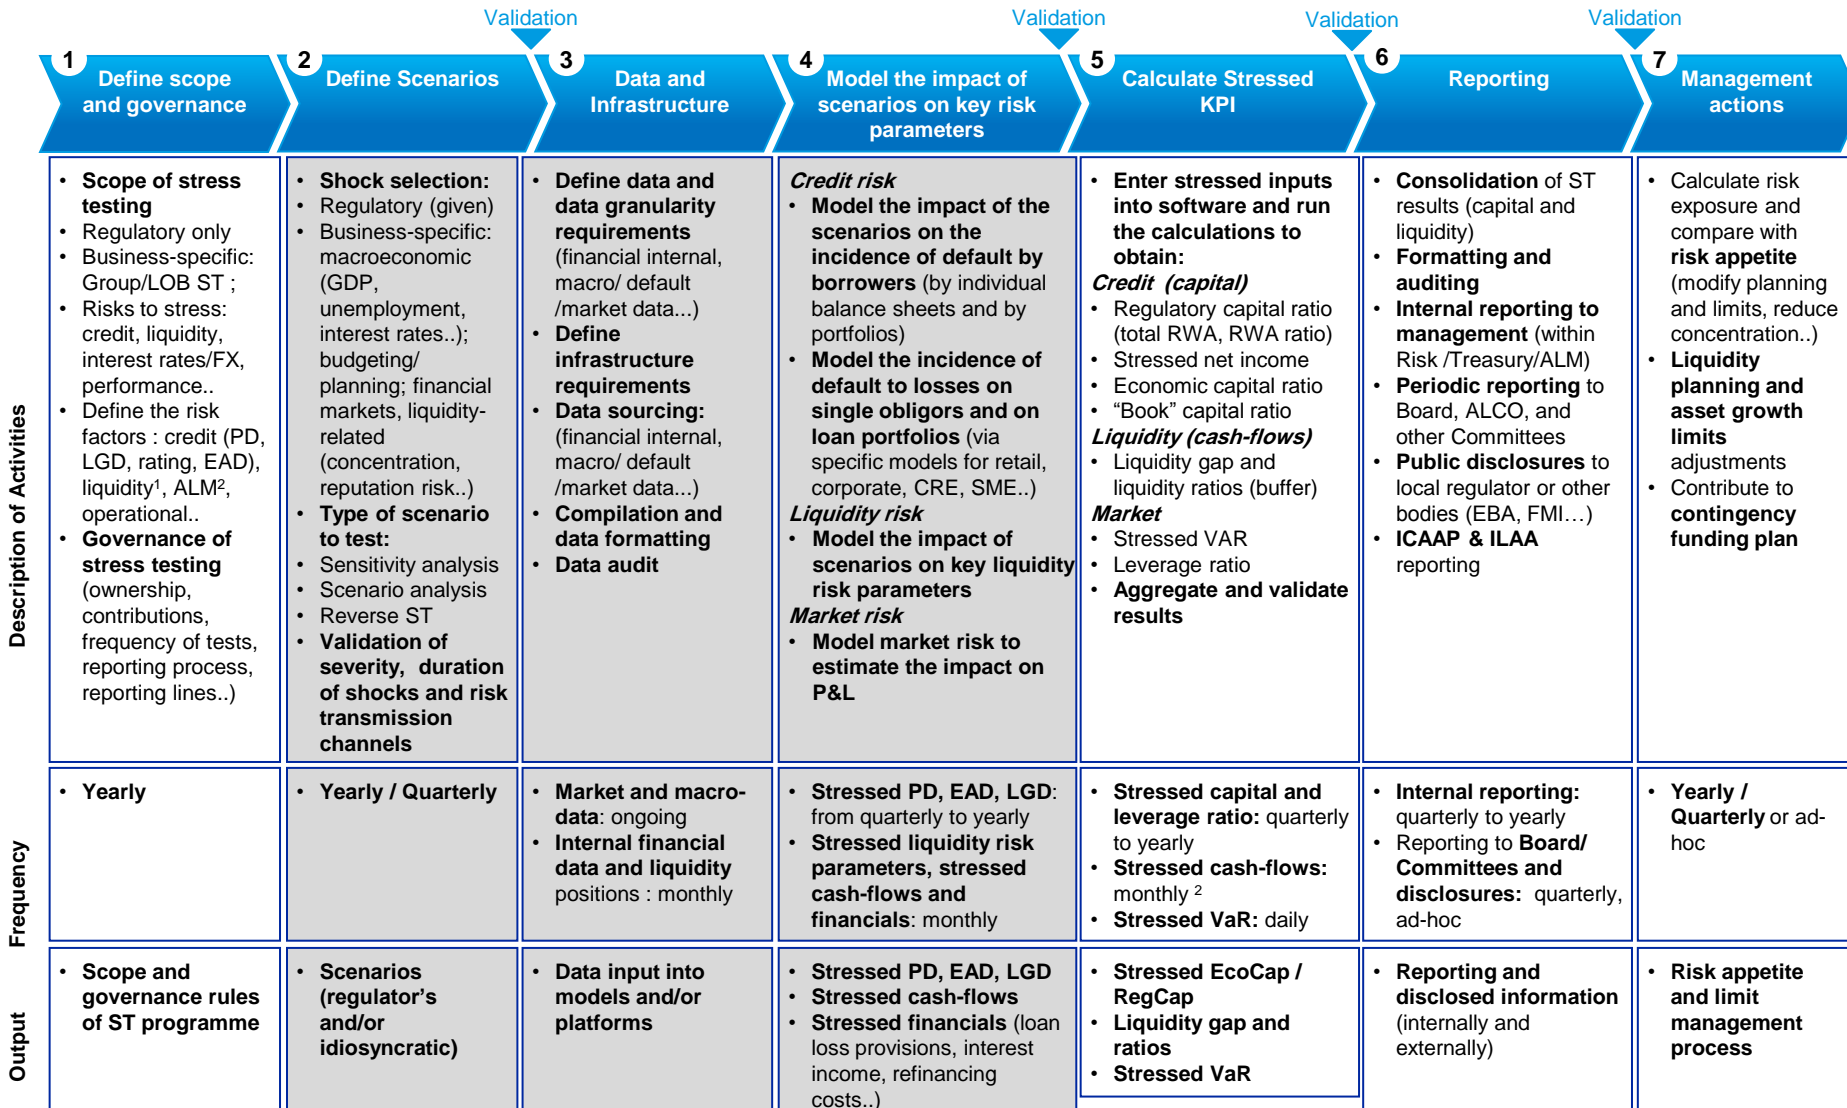 Validation
Validation
Validation
Validation
1
Define scope
and governance
2
Define Scenarios
3
Data and
Infrastructure
4
Model the impact of
scenarios on key risk
parameters
5
Calculate Stressed
KPI
6
Reporting
7
Management
actions
Description of Activities
• Scope of stress
testing
• Regulatory only
• Business-specific:
Group/LOB ST ;
• Risks to stress:
credit, liquidity,
interest rates/FX,
performance..
• Define the risk
factors : credit (PD,
LGD, rating, EAD),
liquidity¹, ALM²,
operational..
• Governance of
stress testing
(ownership,
contributions,
frequency of tests,
reporting process,
reporting lines..)
• Shock selection:
• Regulatory (given)
• Business-specific:
macroeconomic
(GDP,
unemployment,
interest rates..);
budgeting/
planning; financial
markets, liquidity-
related
(concentration,
reputation risk..)
• Type of scenario
to test:
• Sensitivity analysis
• Scenario analysis
• Reverse ST
• Validation of
severity, duration
of shocks and risk
transmission
channels
• Define data and
data granularity
requirements
(financial internal,
macro/ default
/market data...)
• Define
infrastructure
requirements
• Data sourcing:
(financial internal,
macro/ default
/market data...)
• Compilation and
data formatting
• Data audit
Credit risk
• Model the impact of the
scenarios on the
incidence of default by
borrowers (by individual
balance sheets and by
portfolios)
• Model the incidence of
default to losses on
single obligors and on
loan portfolios (via
specific models for retail,
corporate, CRE, SME..)
Liquidity risk
• Model the impact of
scenarios on key liquidity
risk parameters
Market risk
• Model market risk to
estimate the impact on
P&L
• Enter stressed inputs
into software and run
the calculations to
obtain:
Credit (capital)
• Regulatory capital ratio
(total RWA, RWA ratio)
• Stressed net income
• Economic capital ratio
• “Book” capital ratio
Liquidity (cash-flows)
• Liquidity gap and
liquidity ratios (buffer)
Market
• Stressed VAR
• Leverage ratio
• Aggregate and validate
results
• Consolidation of ST
results (capital and
liquidity)
• Formatting and
auditing
• Internal reporting to
management (within
Risk /Treasury/ALM)
• Periodic reporting to
Board, ALCO, and
other Committees
• Public disclosures to
local regulator or other
bodies (EBA, FMI…)
• ICAAP & ILAA
reporting
• Calculate risk
exposure and
compare with
risk appetite
(modify planning
and limits, reduce
concentration..)
• Liquidity
planning and
asset growth
limits
adjustments
• Contribute to
contingency
funding plan
Frequency
• Yearly
• Yearly / Quarterly
• Market and macro-
data: ongoing
• Internal financial
data and liquidity
positions : monthly
• Stressed PD, EAD, LGD:
from quarterly to yearly
• Stressed liquidity risk
parameters, stressed
cash-flows and
financials: monthly
• Stressed capital and
leverage ratio: quarterly
to yearly
• Stressed cash-flows:
monthly ²
• Stressed VaR: daily
• Internal reporting:
quarterly to yearly
• Reporting to Board/
Committees and
disclosures: quarterly,
ad-hoc
• Yearly /
Quarterly or ad-
hoc
Output
• Scope and
governance rules
of ST programme
• Scenarios
(regulator’s
and/or
idiosyncratic)
• Data input into
models and/or
platforms
• Stressed PD, EAD, LGD
• Stressed cash-flows
• Stressed financials (loan
loss provisions, interest
income, refinancing
costs..)
• Stressed EcoCap /
RegCap
• Liquidity gap and
ratios
• Stressed VaR
• Reporting and
disclosed information
(internally and
externally)
• Risk appetite
and limit
management
process